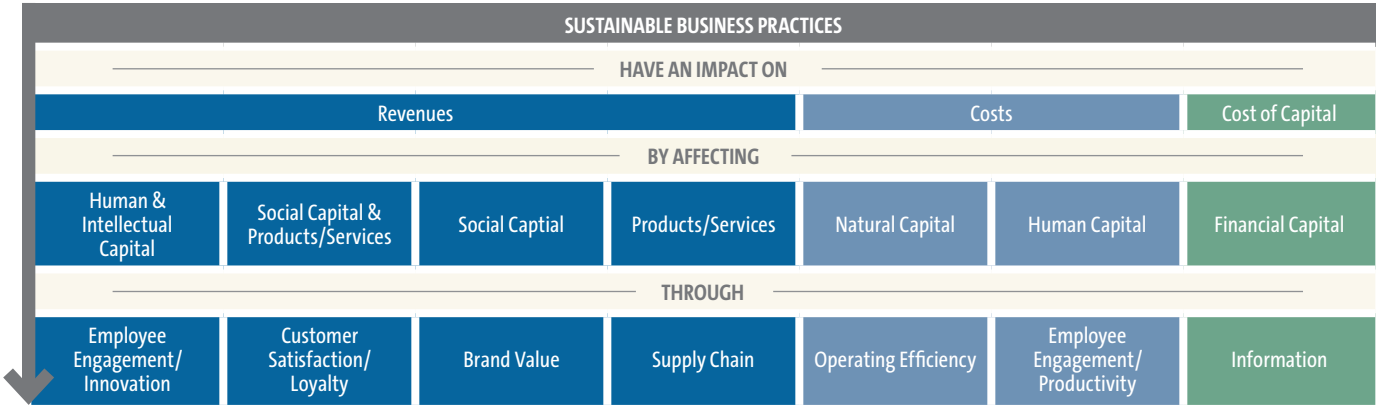 SUSTAINABLE BUSINESS PRACTICES
HAVE AN IMPACT ON
Revenues
Costs
Cost of Capital
BY AFFECTING
Human &
Intellectual
Capital
Social Capital &
Products/Services
Social Captial
Products/Services
Natural Capital
Human Capital
Financial Capital
THROUGH
Employee
Engagement/
Innovation
Customer
Satisfaction/
Loyalty
Brand Value
Supply Chain
Operating Efficiency
Employee
Engagement/
Productivity
Information